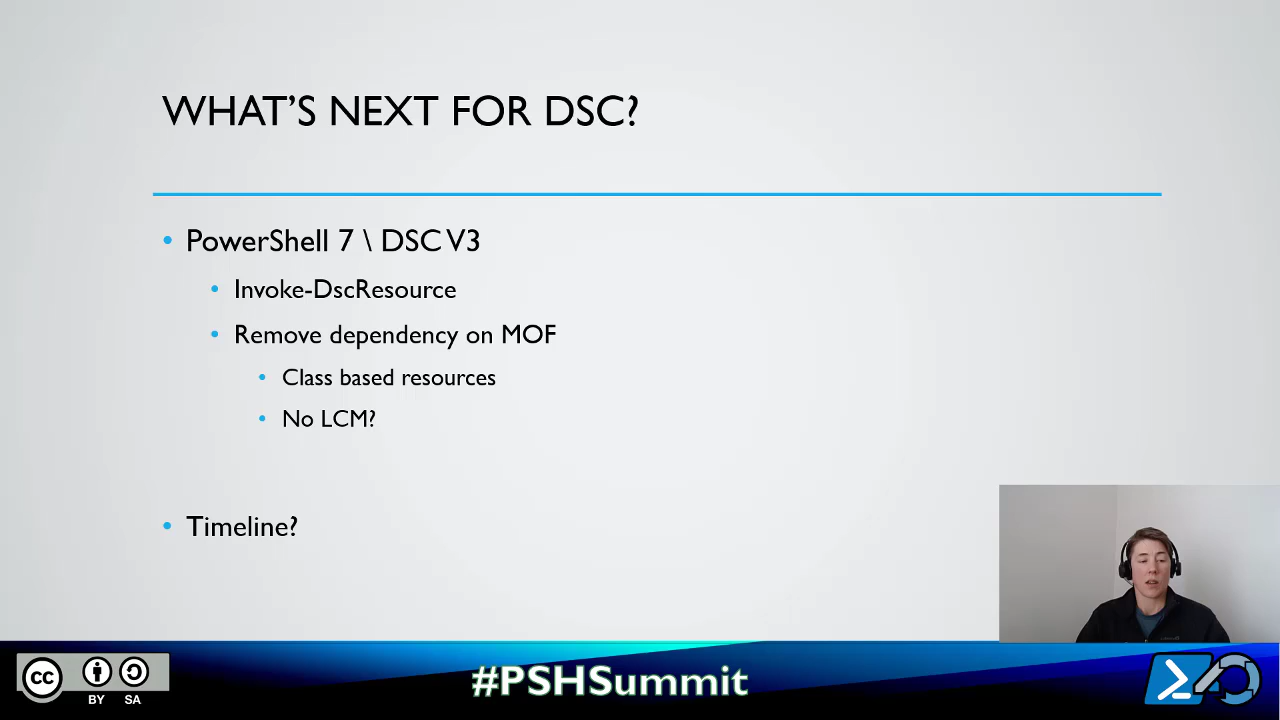 WHAT'S NEXT FOR DSC?
• PowerShell 7 \ DSC V3
• Invoke-DscResource
• Remove dependency on MOF
• Class based resources
• No LCM?
• Timeline?
cc
BY SA
#PSHSummit